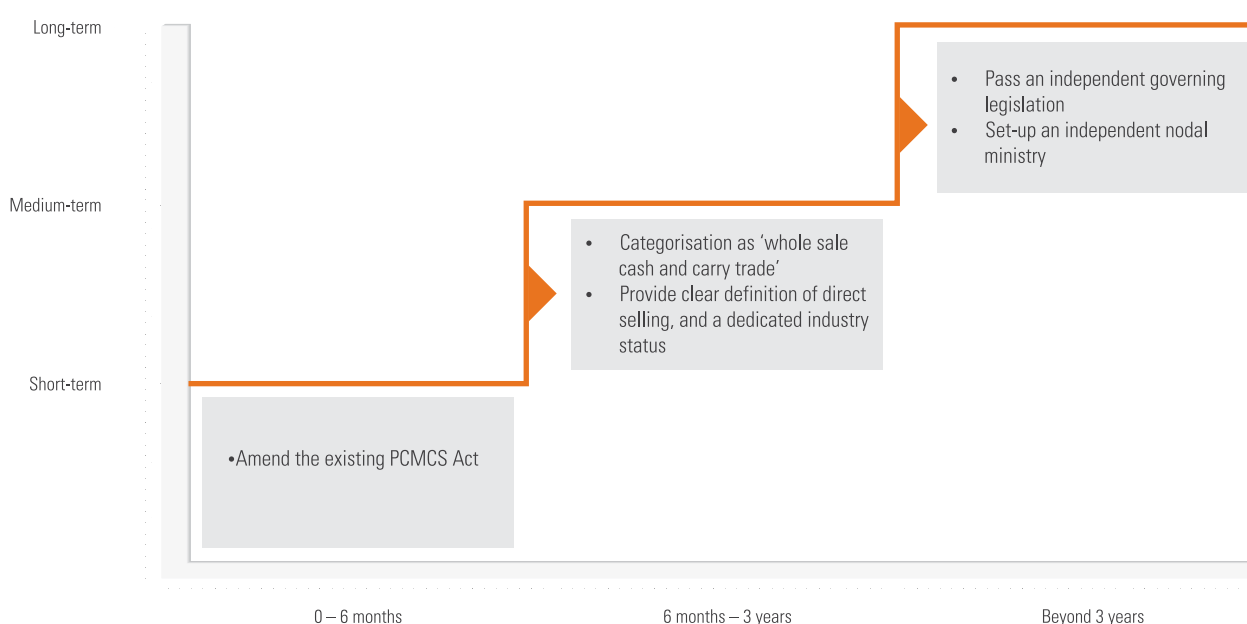 Long-term
• Pass an independent governing
legislation
• Set-up an independent nodal
ministry
Medium-term
• Categorisation as ‘whole sale
cash and carry trade’
• Provide clear definition of direct
selling, and a dedicated industry
status
Short-term
•Amend the existing PCMCS Act
0 – 6 months
6 months – 3 years
Beyond 3 years